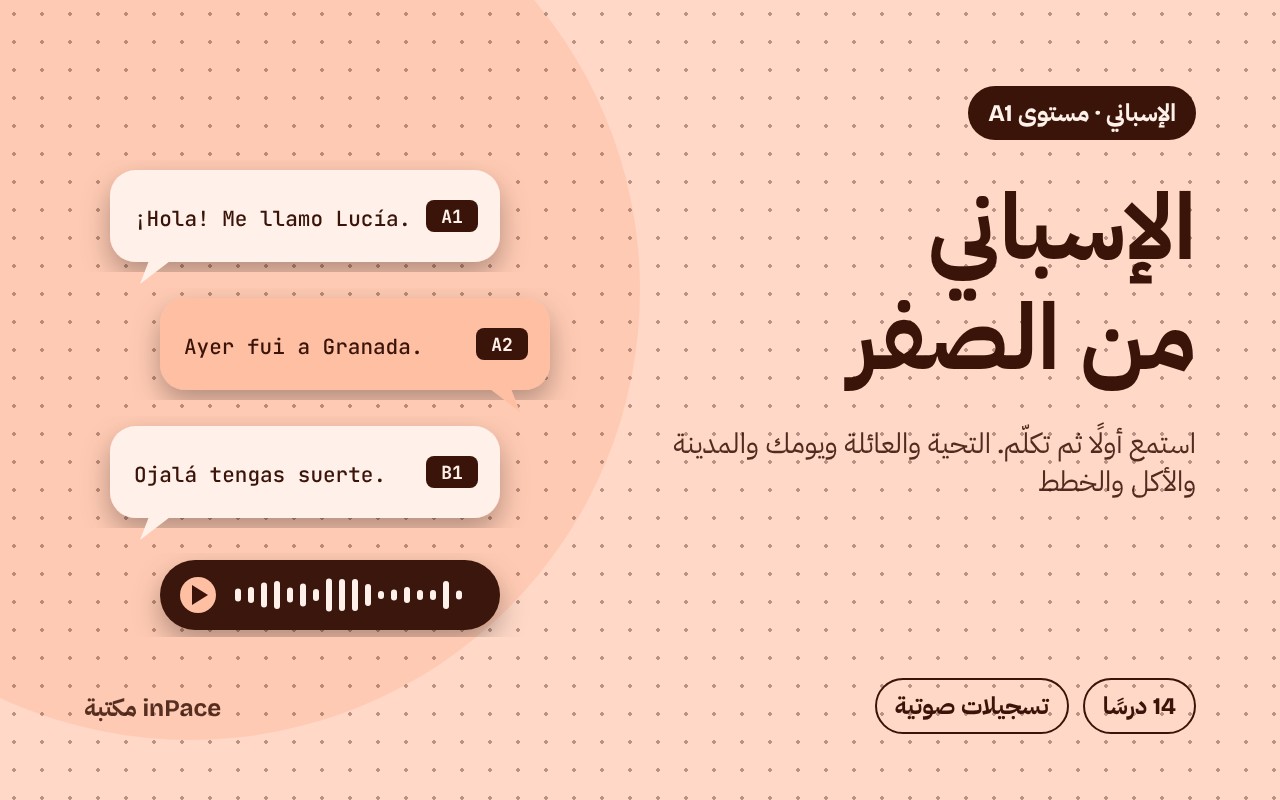 الإسباني · مستوى A1
الإسباني
من الصفر
استمع أولًا ثم تكلّم. التحية والعائلة ويومك والمدينة
والأكل والخطط
14 درسًا
تسجيلات صوتية
¡Hola! Me llamo Lucía.
A1
Ayer fui a Granada.
A2
Ojalá tengas suerte.
B1
مكتبة inPace